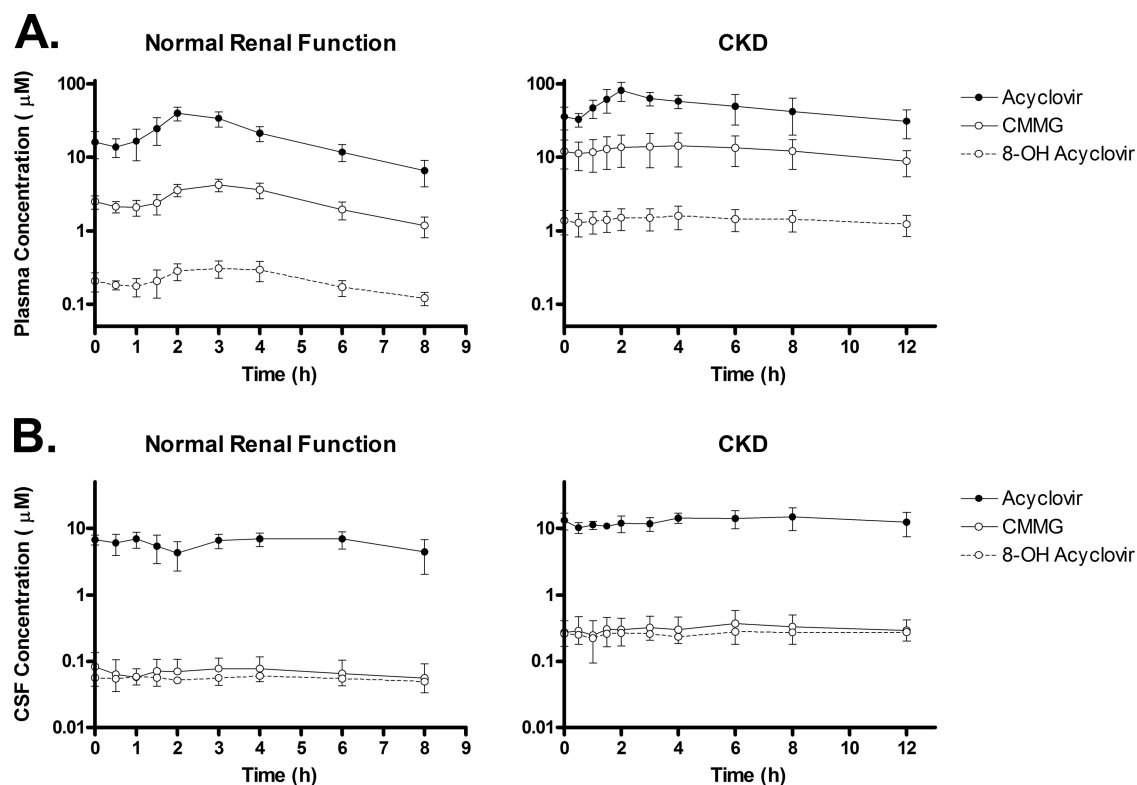 A.
Normal Renal Function
CKD
Plasma Concentration ( μM)
100
10
1
0.1
0 1 2 3 4 5 6 7 8 9
Time (h)
100
10
1
0.1
0 2 4 6 8 10 12
Time (h)
Acyclovir
CMMG
8-OH Acyclovir
B.
Normal Renal Function
CKD
CSF Concentration ( μM)
10
1
0.1
0.01
0 1 2 3 4 5 6 7 8 9
Time (h)
10
1
0.1
0.01
0 2 4 6 8 10 12
Time (h)
Acyclovir
CMMG
8-OH Acyclovir